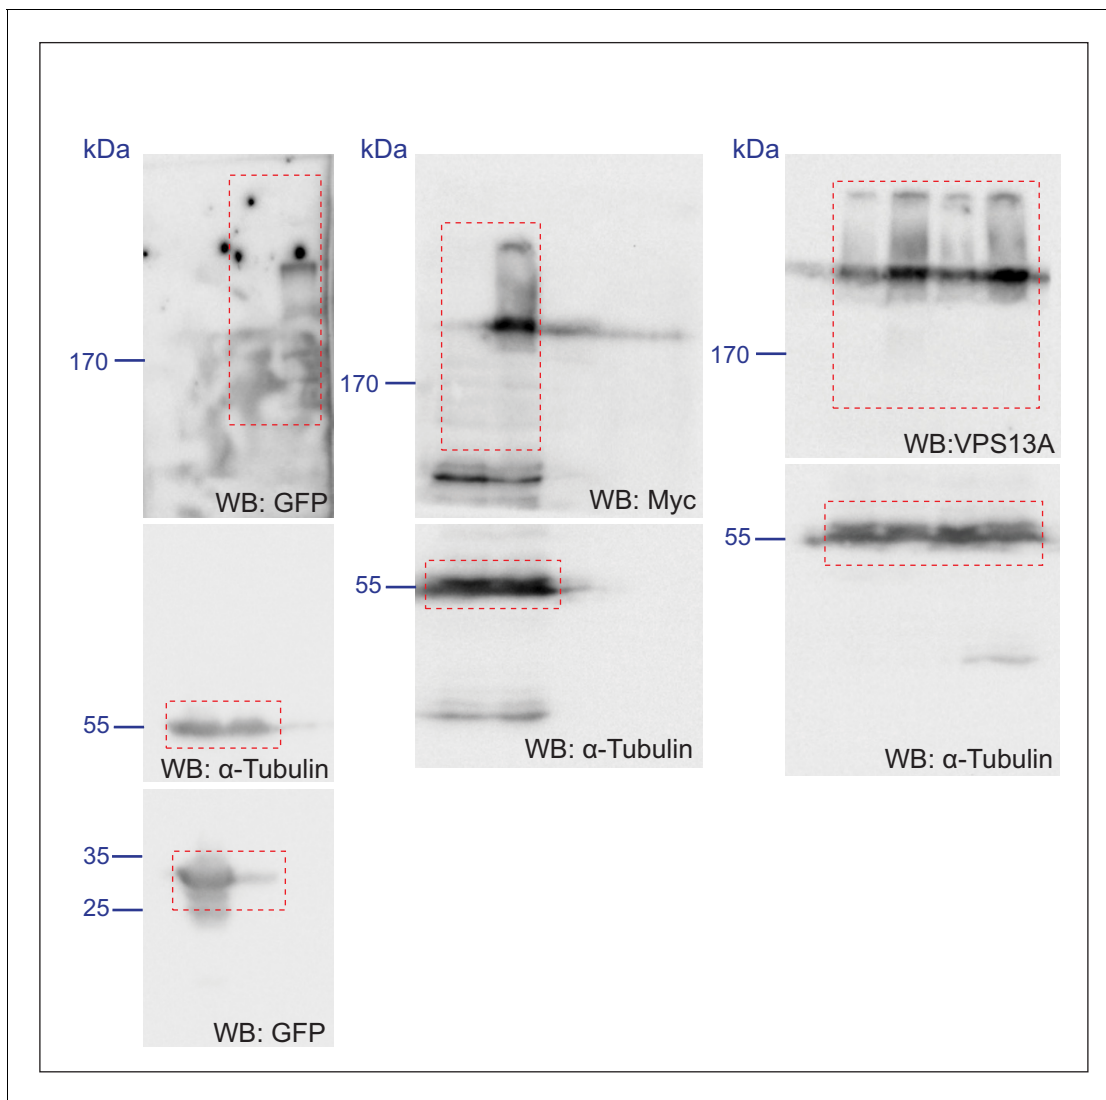 kDa
170
WB: GFP
55
WB: α-Tubulin
35
25
WB: GFP
kDa
170
WB: Myc
55
WB: α-Tubulin
kDa
170
WB:VPS13A
55
WB: α-Tubulin